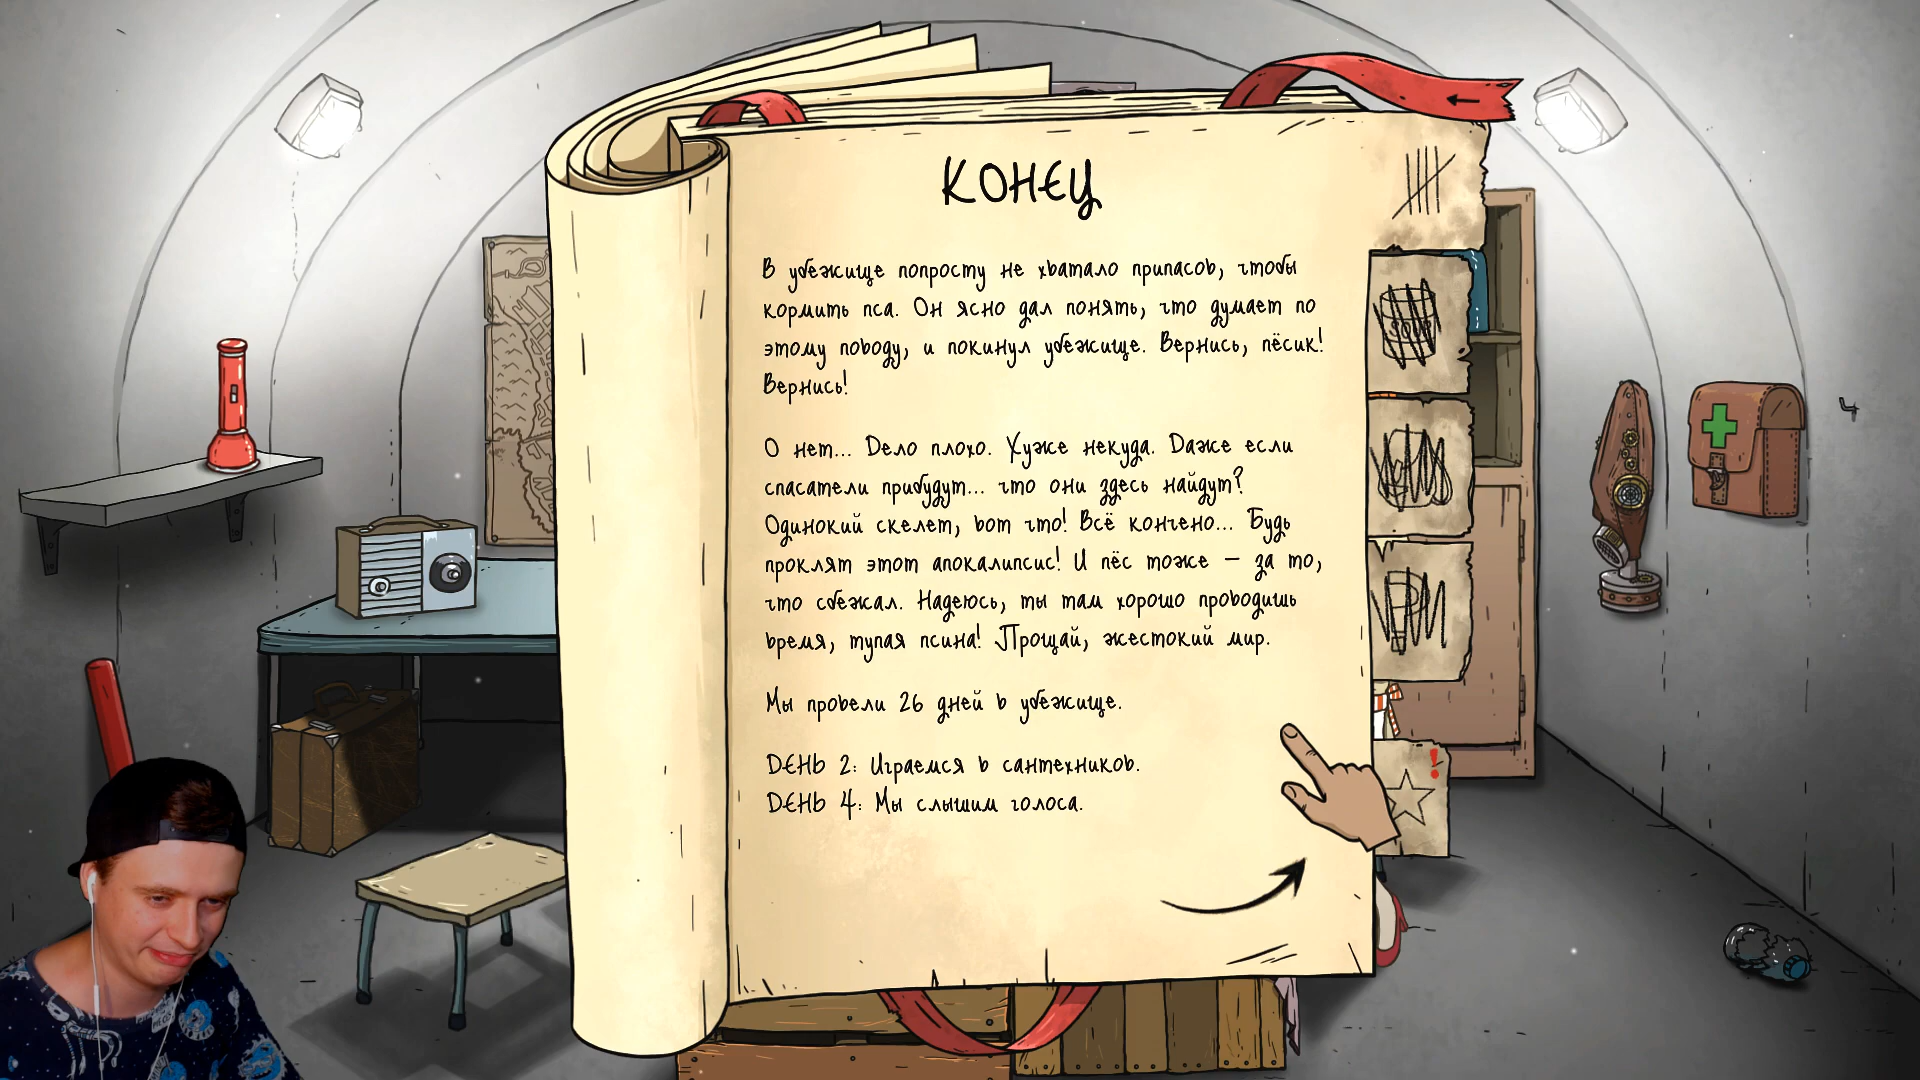 КОНЕЦ
В убежище попросту не хватало припасов, чтобы
кормить пса. Он ясно дал понять, что думает по
этому поводу, и покинул убежище. Вернись, пёсик!
Вернись!
О нет... Дело плохо. Хуже некуда. Даже если
спасатели прибудут... что они здесь найдут?
Одинокий скелет, вот что! Всё кончено... Будь
проклят этот апокалипсис! И пёс тоже – за то,
что сбежал. Надеюсь, ты там хорошо проводишь
время, тупая псина! Прощай, жестокий мир.
Мы провели 26 дней в убежище.
ДЕНЬ 2: Играемся в сантехников.
ДЕНЬ 4: Мы слышим голоса.